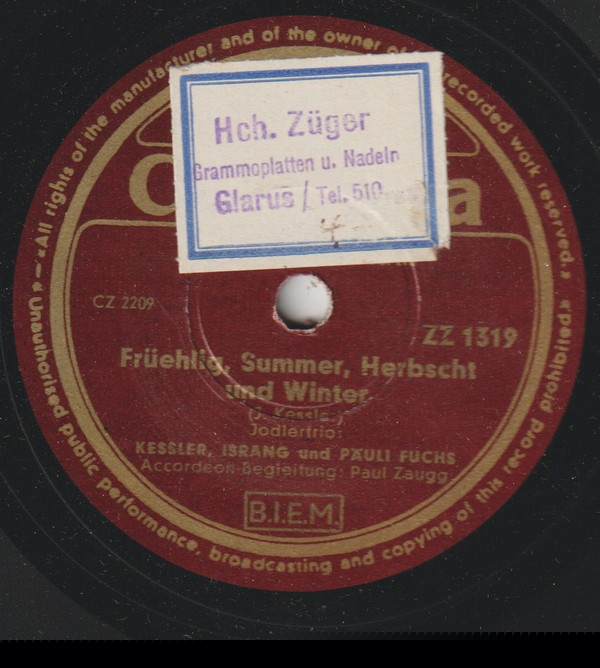 «All rights of the manufacturer and of the owner of recorded work reserved.»
Hch. Züger
Grammoplatten u. Nadeln
Glarus / Tel. 510
CZ 2209
ZZ 1319
Früehlig, Summer, Herbscht
und Winter
(J. Kessler)
Jodlertrio:
KESSLER, ISRANG und PAULI FUCHS
Accordeon-Begleitung: Paul Zaugg
B.I.E.M.
«Unauthorised public performance, broadcasting and copying of this record prohibited.»